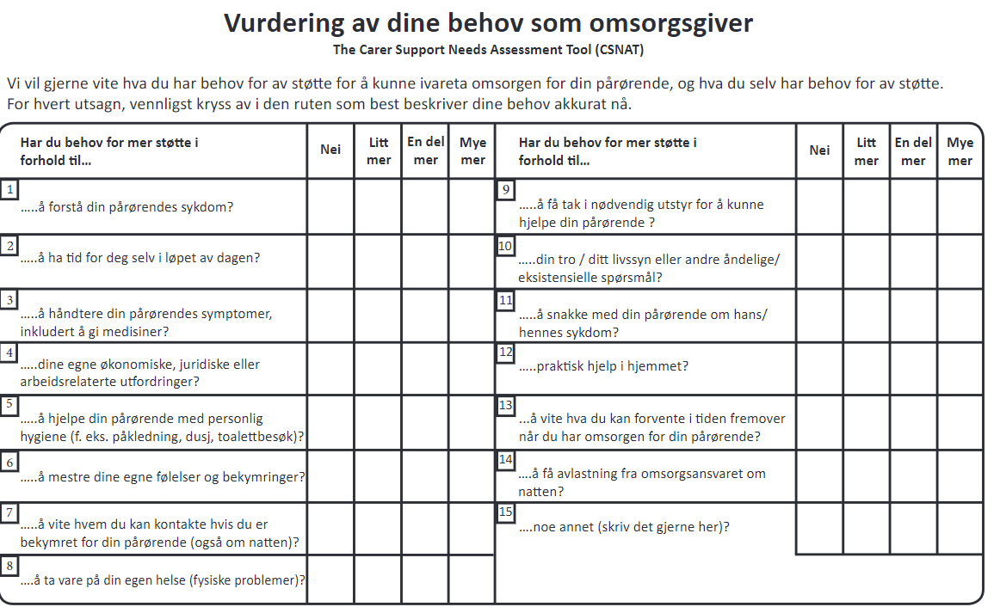 Vurdering av dine behov som omsorgsgiver
The Carer Support Needs Assessment Tool (CSNAT)
Vi vil gjerne vite hva du har behov for av støtte for å kunne ivareta omsorgen for din pårørende, og hva du selv har behov for av støtte.
For hvert utsagn, vennligst kryss av i den ruten som best beskriver dine behov akkurat nå.
Har du behov for mer støtte i
forhold til...
Nei
Litt
mer
En del
mer
Mye
mer
1
.....å forstå din pårørendes sykdom?
2
.....å ha tid for deg selv i løpet av dagen?
3
.....å håndtere din pårørendes symptomer,
inkludert å gi medisiner?
4
.....dine egne økonomiske, juridiske eller
arbeidsrelaterte utfordringer?
5
.....å hjelpe din pårørende med personlig
hygiene (f. eks. påkledning, dusj, toalettbesøk)?
6
.....å mestre dine egne følelser og bekymringer?
7
.....å vite hvem du kan kontakte hvis du er
bekymret for din pårørende (også om natten)?
8
....å ta vare på din egen helse (fysiske problemer)?
Har du behov for mer støtte i
forhold til...
Nei
Litt
mer
En del
mer
Mye
mer
9
.....å få tak i nødvendig utstyr for å kunne
hjelpe din pårørende ?
10
.....din tro / ditt livssyn eller andre åndelige/
eksistensielle spørsmål?
11
.....å snakke med din pårørende om hans/
hennes sykdom?
12
.....praktisk hjelp i hjemmet?
13
...å vite hva du kan forvente i tiden fremover
når du har omsorgen for din pårørende?
14
....å få avlastning fra omsorgsansvaret om
natten?
15
....noe annet (skriv det gjerne her)?